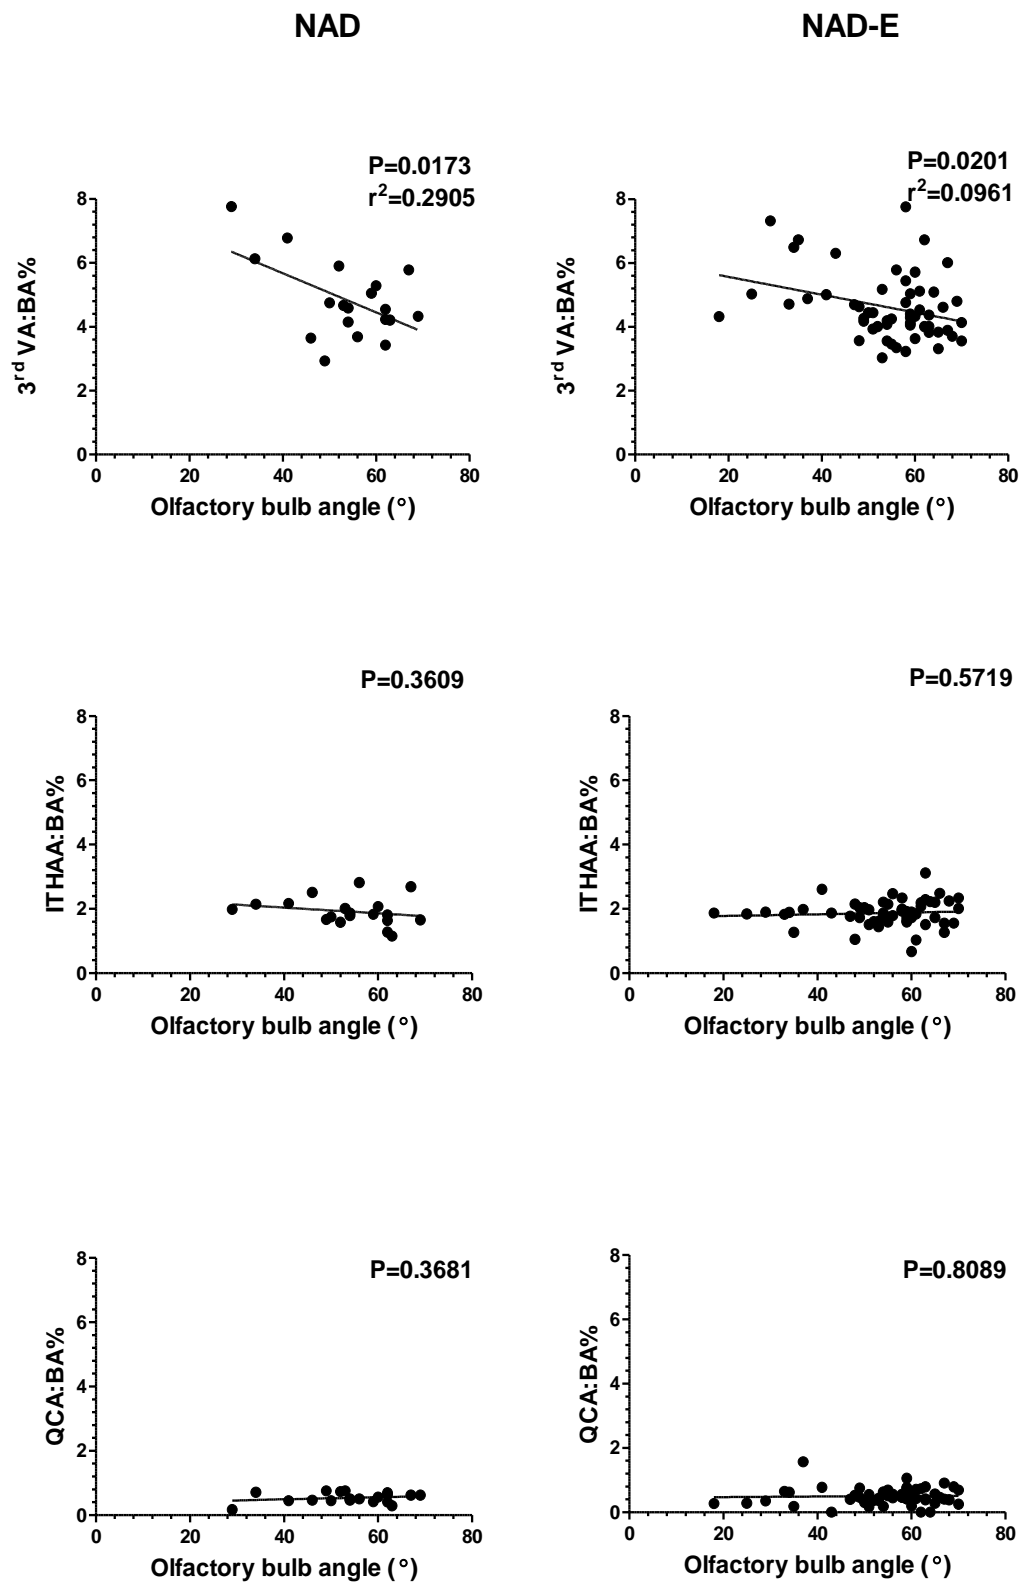 NAD
NAD-E
P=0.0173
r²=0.2905
8
6
4
2
0
3ʳᵈ VA:BA%
0 20 40 60 80
Olfactory bulb angle (°)
P=0.0201
r²=0.0961
8
6
4
2
0
3ʳᵈ VA:BA%
0 20 40 60 80
Olfactory bulb angle (°)
P=0.3609
8
6
4
2
0
ITHAA:BA%
0 20 40 60 80
Olfactory bulb angle (°)
P=0.5719
8
6
4
2
0
ITHAA:BA%
0 20 40 60 80
Olfactory bulb angle (°)
P=0.3681
8
6
4
2
0
QCA:BA%
0 20 40 60 80
Olfactory bulb angle (°)
P=0.8089
8
6
4
2
0
QCA:BA%
0 20 40 60 80
Olfactory bulb angle (°)